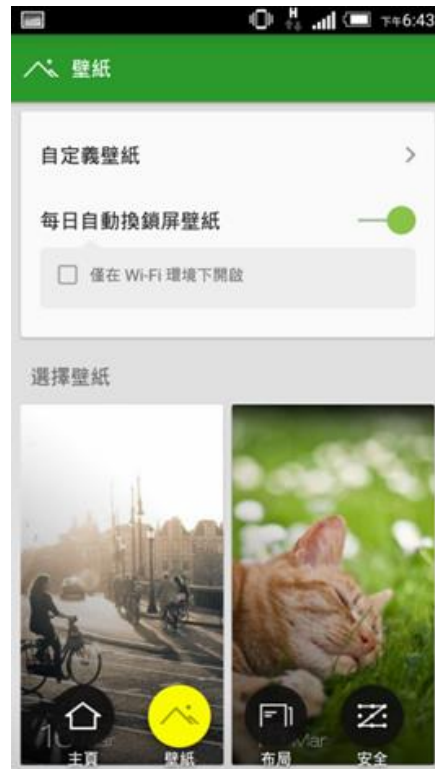 H
下午6:43
壁紙
自定義壁紙
每日自動換鎖屏壁紙
僅在 Wi-Fi 環境下開啟
選擇壁紙
主頁
壁紙
布局
安全